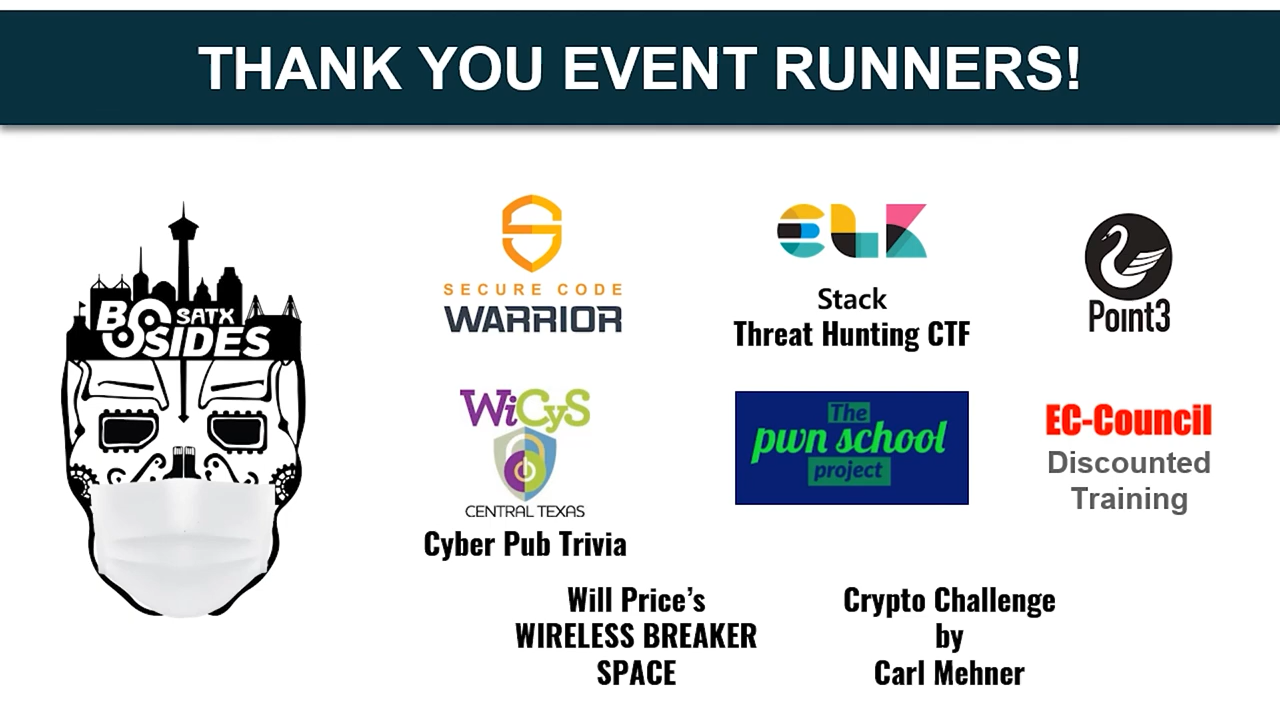 THANK YOU EVENT RUNNERS!
BSIDES
SATX
SECURE CODE
WARRIOR
ELK
Stack
Threat Hunting CTF
Point3
WiCyS
CENTRAL TEXAS
Cyber Pub Trivia
The
pwn school
project
EC-Council
Discounted
Training
Will Price’s
WIRELESS BREAKER
SPACE
Crypto Challenge
by
Carl Mehner